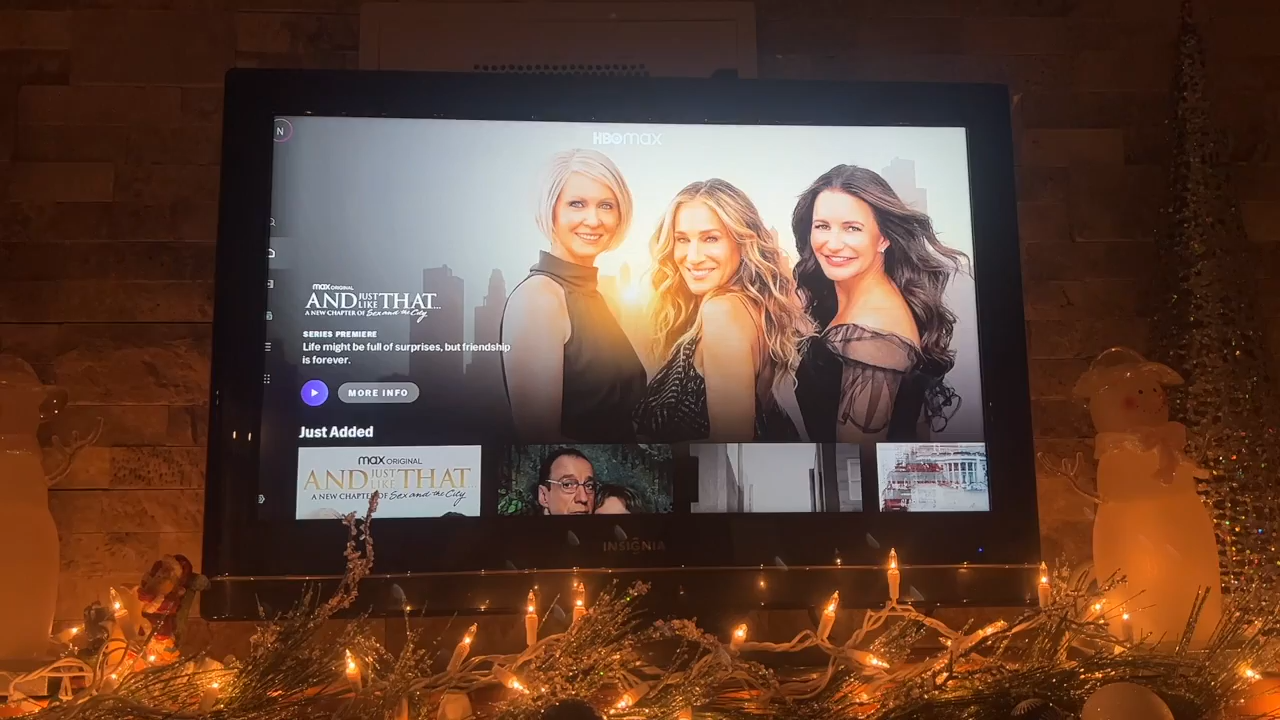 N
HBOmax
max ORIGINAL
AND JUST LIKE THAT...
A NEW CHAPTER OF Sex and the City
SERIES PREMIERE
Life might be full of surprises, but friendship
is forever.
MORE INFO
Just Added
max ORIGINAL
AND JUST LIKE THAT
A NEW CHAPTER OF Sex and the City
INSIGNIA